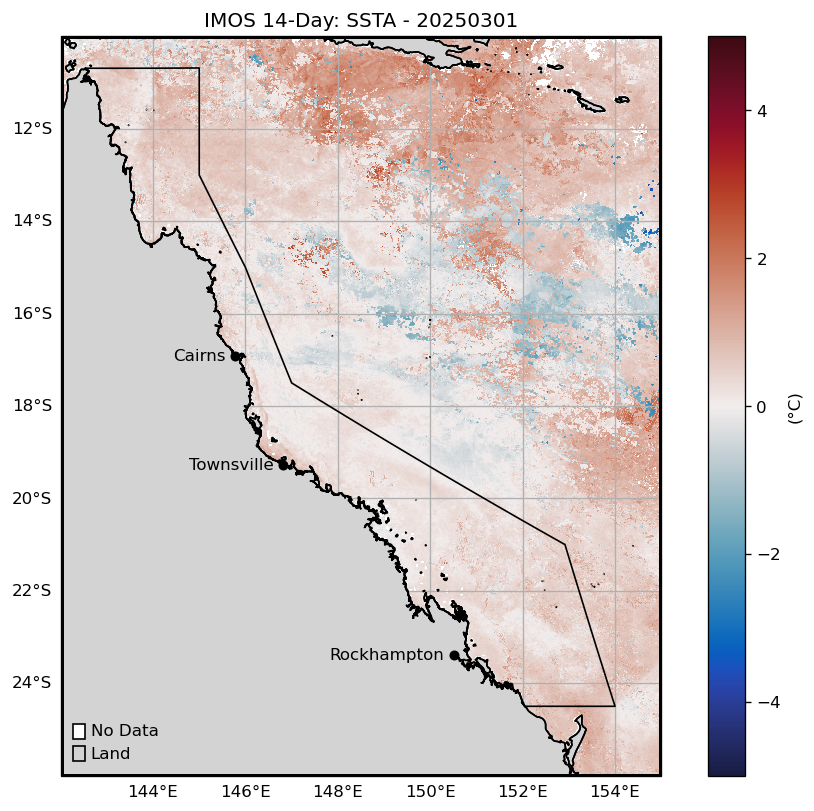 IMOS 14-Day: SSTA - 20250301
12°S
14°S
16°S
18°S
20°S
22°S
24°S
Cairns
Townsville
Rockhampton
No Data
Land
144°E 146°E 148°E 150°E 152°E 154°E
4
2
0
−2
−4
(°C)